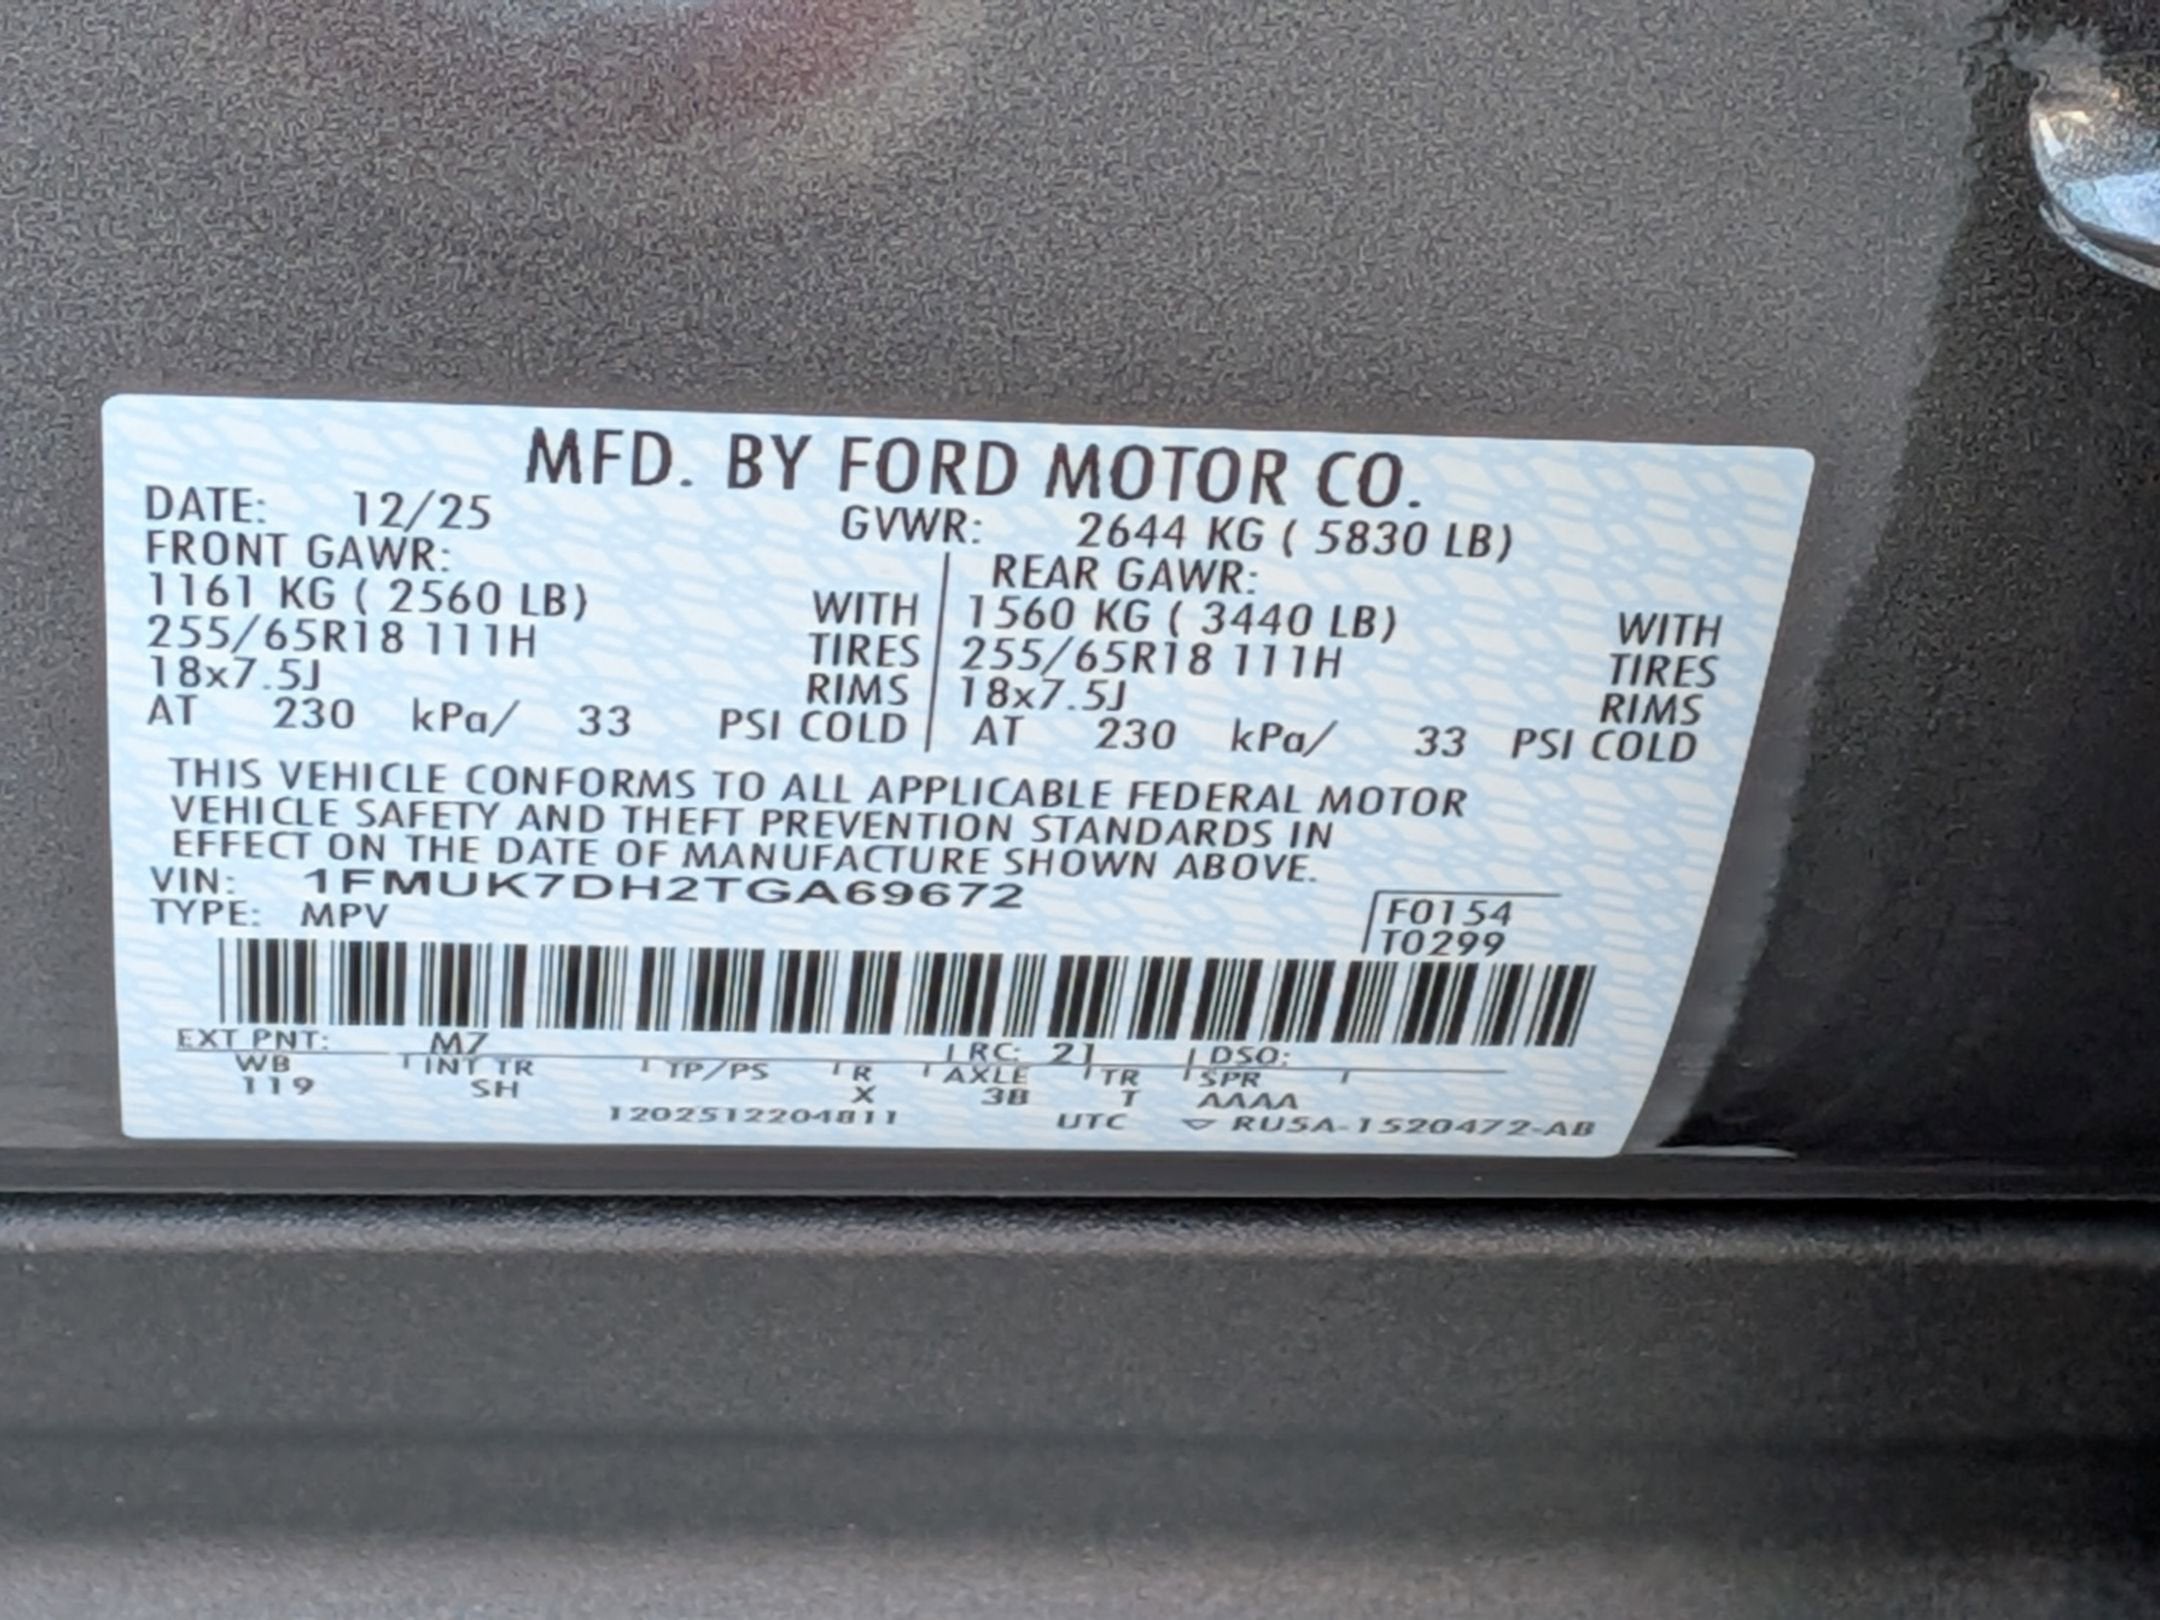 MFD. BY FORD MOTOR CO.
DATE: 12/25 GVWR: 2644 KG ( 5830 LB)
FRONT GAWR: REAR GAWR:
1161 KG ( 2560 LB) WITH 1560 KG ( 3440 LB) WITH
255/65R18 111H TIRES 255/65R18 111H TIRES
18x7.5J RIMS 18x7.5J RIMS
AT 230 kPa/ 33 PSI COLD AT 230 kPa/ 33 PSI COLD
THIS VEHICLE CONFORMS TO ALL APPLICABLE FEDERAL MOTOR
VEHICLE SAFETY AND THEFT PREVENTION STANDARDS IN
EFFECT ON THE DATE OF MANUFACTURE SHOWN ABOVE.
VIN: 1FMUK7DH2TGA69672
TYPE: MPV
F0154
T0299
EXT PNT: M7 RC: 21 DSO:
WB INT TR TP/PS R AXLE TR SPR
119 SH X 3B T AAAA
1202512204811 UTC ▽ RU5A-1520472-AB